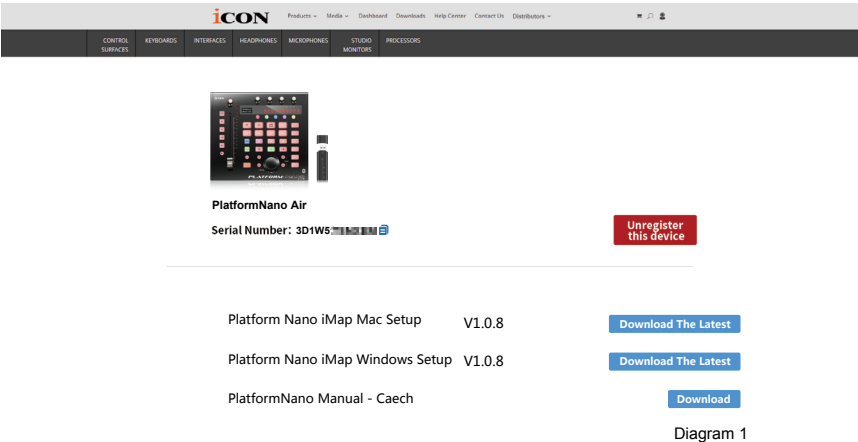 iCON
Products Media Dashboard Downloads Help Center Contact Us Distributors
CONTROL SURFACES KEYBOARDS INTERFACES HEADPHONES MICROPHONES STUDIO MONITORS PROCESSORS
PLATFORM
PlatformNano Air
Serial Number: 3D1W5
Unregister
this device
Platform Nano iMap Mac Setup V1.0.8 Download The Latest
Platform Nano iMap Windows Setup V1.0.8 Download The Latest
PlatformNano Manual - Caech Download
Diagram 1